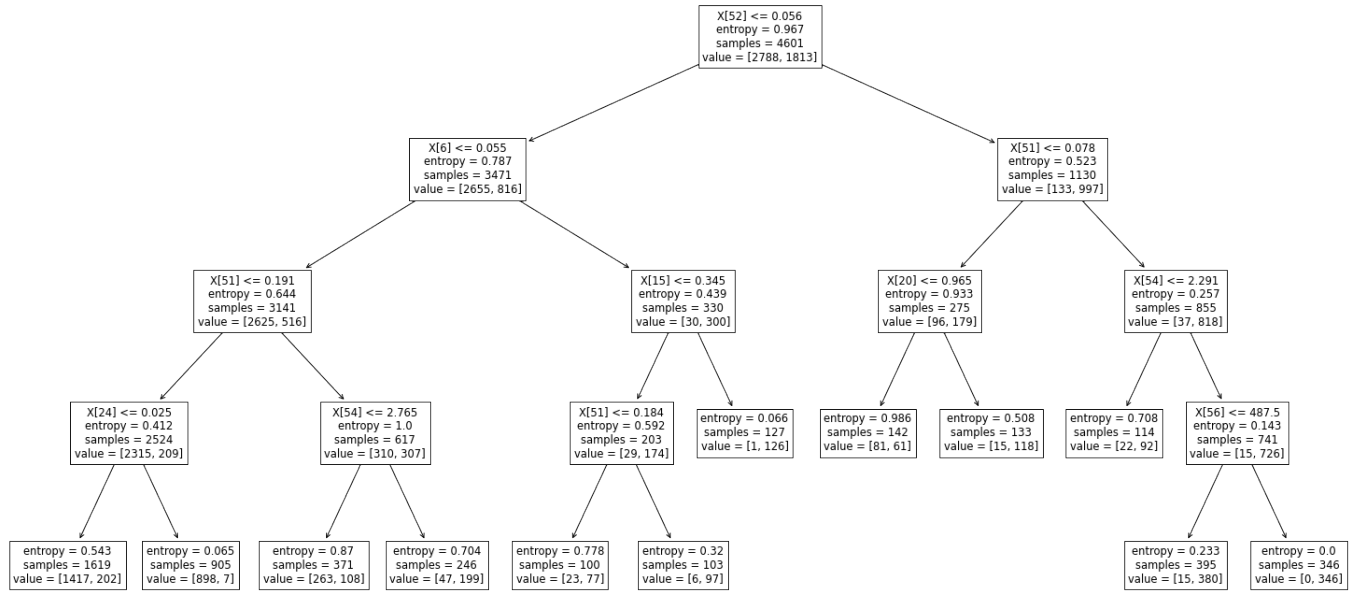 X[52] <= 0.056
entropy = 0.967
samples = 4601
value = [2788, 1813]
X[6] <= 0.055
entropy = 0.787
samples = 3471
value = [2655, 816]
X[51] <= 0.078
entropy = 0.523
samples = 1130
value = [133, 997]
X[51] <= 0.191
entropy = 0.644
samples = 3141
value = [2625, 516]
X[15] <= 0.345
entropy = 0.439
samples = 330
value = [30, 300]
X[20] <= 0.965
entropy = 0.933
samples = 275
value = [96, 179]
X[54] <= 2.291
entropy = 0.257
samples = 855
value = [37, 818]
X[24] <= 0.025
entropy = 0.412
samples = 2524
value = [2315, 209]
X[54] <= 2.765
entropy = 1.0
samples = 617
value = [310, 307]
X[51] <= 0.184
entropy = 0.592
samples = 203
value = [29, 174]
entropy = 0.066
samples = 127
value = [1, 126]
entropy = 0.986
samples = 142
value = [81, 61]
entropy = 0.508
samples = 133
value = [15, 118]
entropy = 0.708
samples = 114
value = [22, 92]
X[56] <= 487.5
entropy = 0.143
samples = 741
value = [15, 726]
entropy = 0.543
samples = 1619
value = [1417, 202]
entropy = 0.065
samples = 905
value = [898, 7]
entropy = 0.87
samples = 371
value = [263, 108]
entropy = 0.704
samples = 246
value = [47, 199]
entropy = 0.778
samples = 100
value = [23, 77]
entropy = 0.32
samples = 103
value = [6, 97]
entropy = 0.233
samples = 395
value = [15, 380]
entropy = 0.0
samples = 346
value = [0, 346]